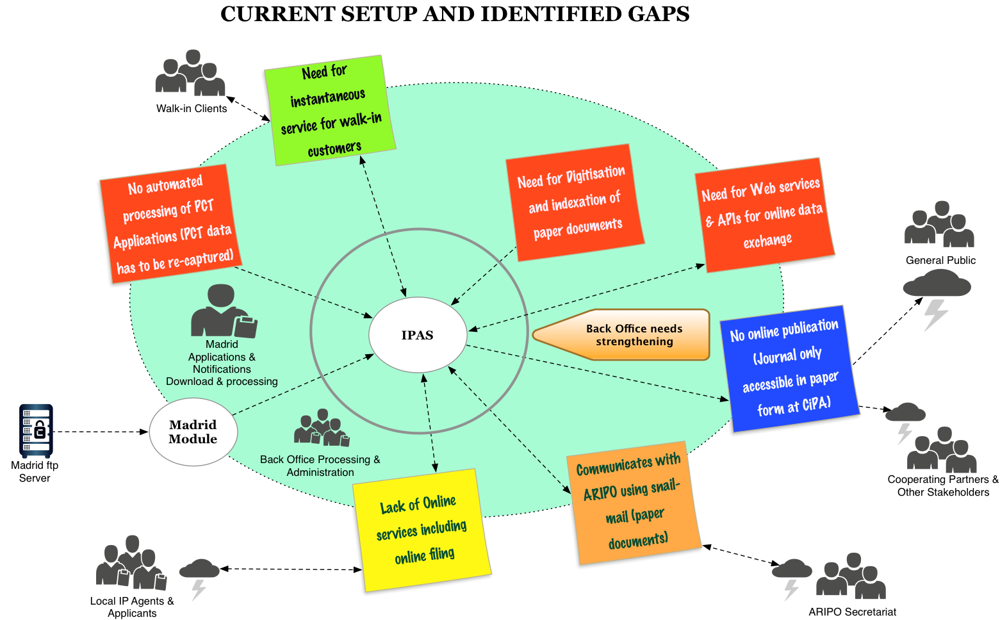 CURRENT SETUP AND IDENTIFIED GAPS
Walk-in Clients
Need for
instantaneous
service for walk-in
customers
No automated
processing of PCT
Applications (PCT data
has to be re-captured)
Need for Digitisation
and indexation of
paper documents
Need for Web services
& APIs for online data
exchange
General Public
Madrid
Applications &
Notifications
Download & processing
IPAS
Back Office needs
strengthening
No online publication
(Journal only
accessible in paper
form at CiPA)
Madrid ftp
Server
Madrid
Module
Back Office Processing &
Administration
Cooperating Partners &
Other Stakeholders
Lack of Online
services including
online filing
Communicates with
ARIPO using snail-
mail (paper
documents)
Local IP Agents &
Applicants
ARIPO Secretariat